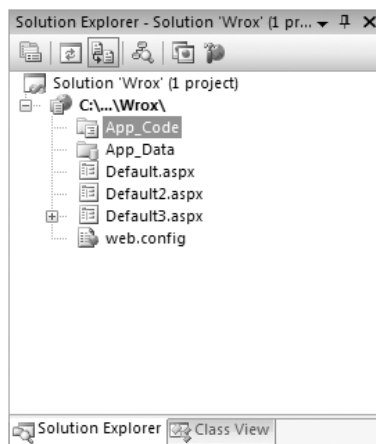 Solution Explorer - Solution 'Wrox' (1 pr...
Solution 'Wrox' (1 project)
C:\...\Wrox\
App_Code
App_Data
Default.aspx
Default2.aspx
Default3.aspx
web.config
Solution Explorer Class View